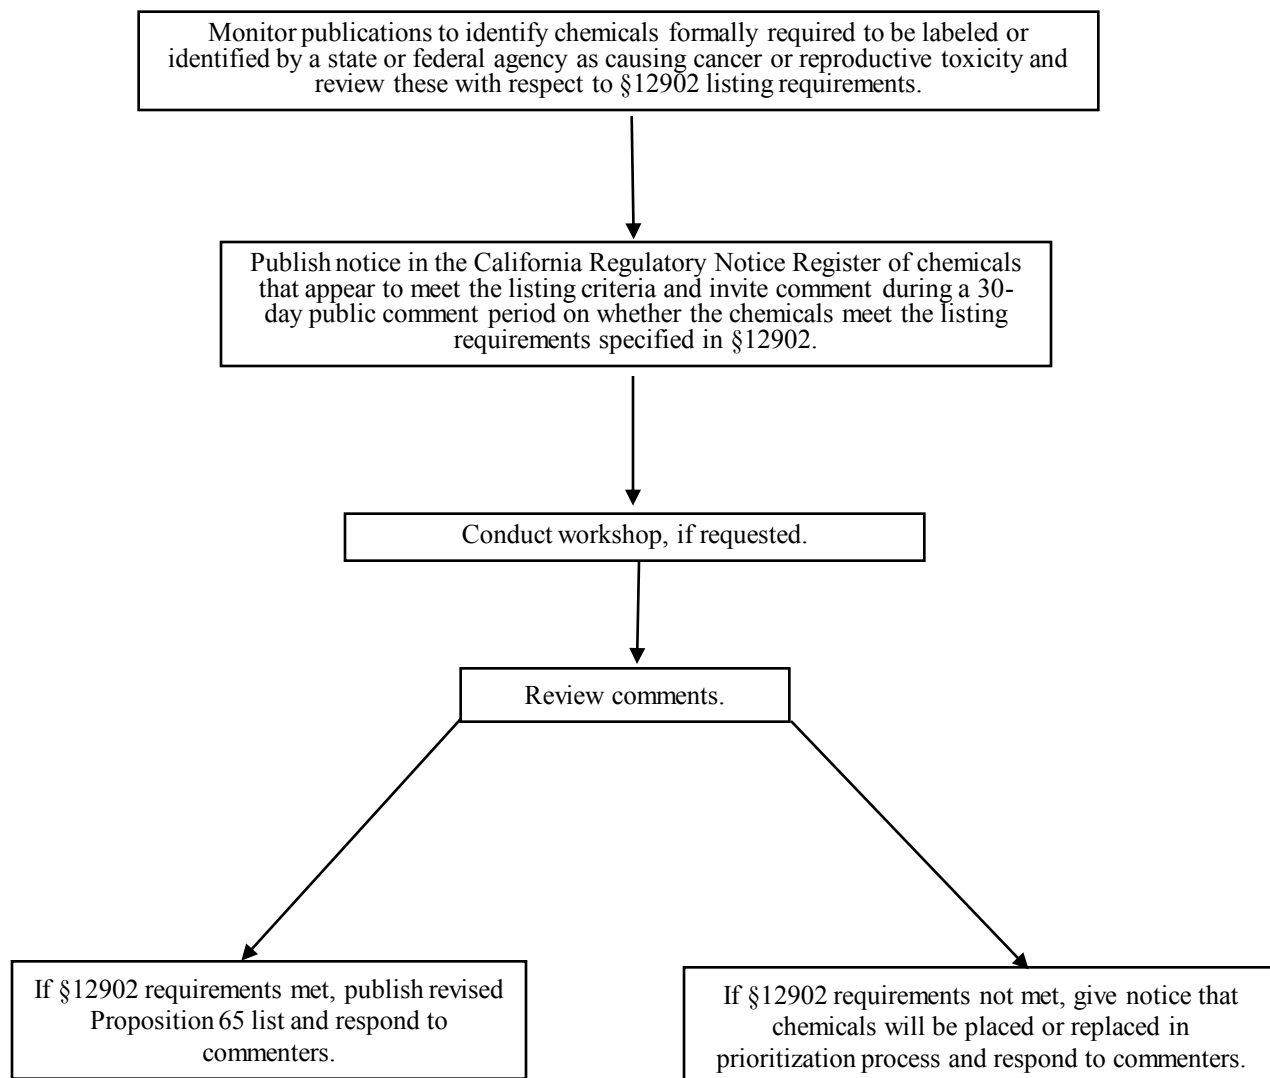 Monitor publications to identify chemicals formally required to be labeled or
identified by a state or federal agency as causing cancer or reproductive toxicity and
review these with respect to §12902 listing requirements.
Publish notice in the California Regulatory Notice Register of chemicals
that appear to meet the listing criteria and invite comment during a 30-
day public comment period on whether the chemicals meet the listing
requirements specified in §12902.
Conduct workshop, if requested.
Review comments.
If §12902 requirements met, publish revised
Proposition 65 list and respond to
commenters.
If §12902 requirements not met, give notice that
chemicals will be placed or replaced in
prioritization process and respond to commenters.